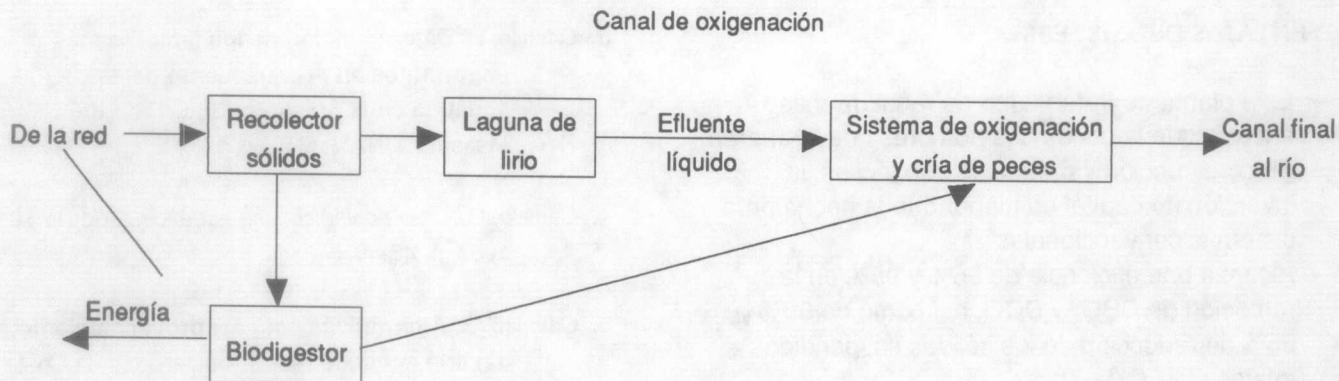 Canal de oxigenación
De la red
Recolector
sólidos
Laguna de
lirio
Efluente
líquido
Sistema de oxigenación
y cría de peces
Canal final
al río
Energía
Biodigestor